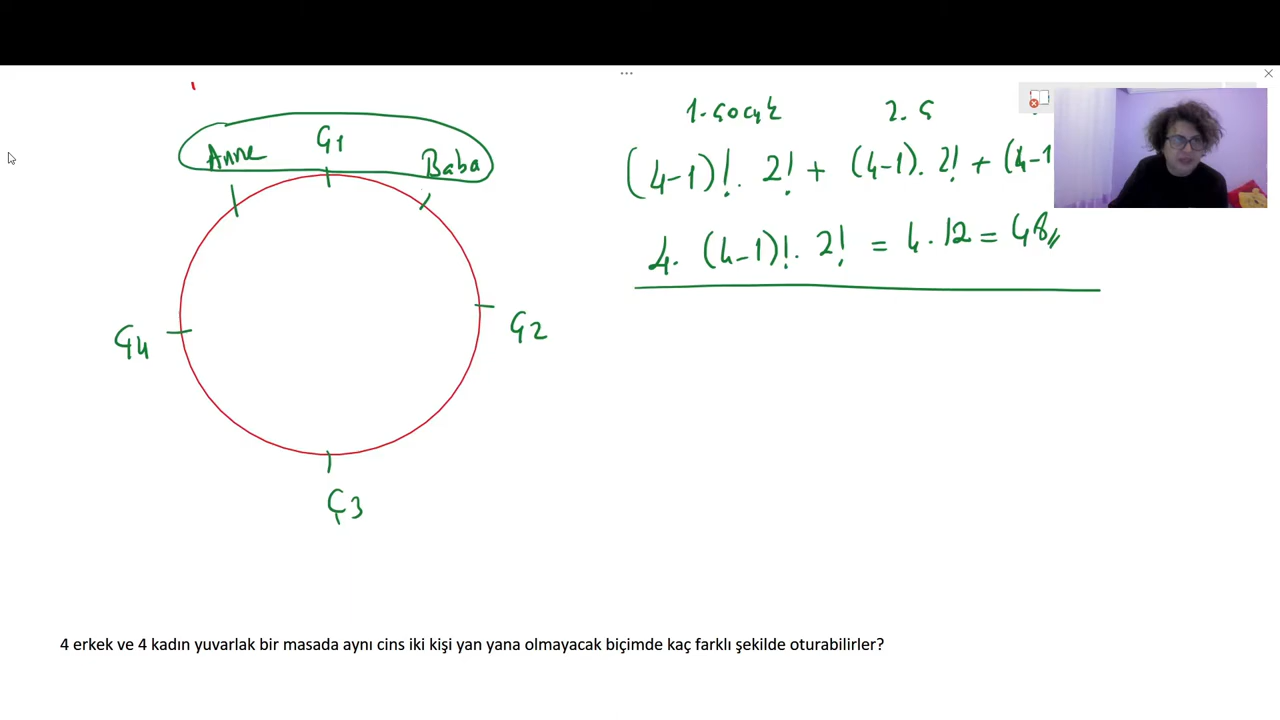 Anne Ç1 Baba
Ç4
Ç2
Ç3
1. çocuk 2. ç
(4-1)!. 2! + (4-1). 2! + (4-1
4. (4-1)!. 2! = 4. 12 = 48
4 erkek ve 4 kadın yuvarlak bir masada aynı cins iki kişi yan yana olmayacak biçimde kaç farklı şekilde oturabilirler?